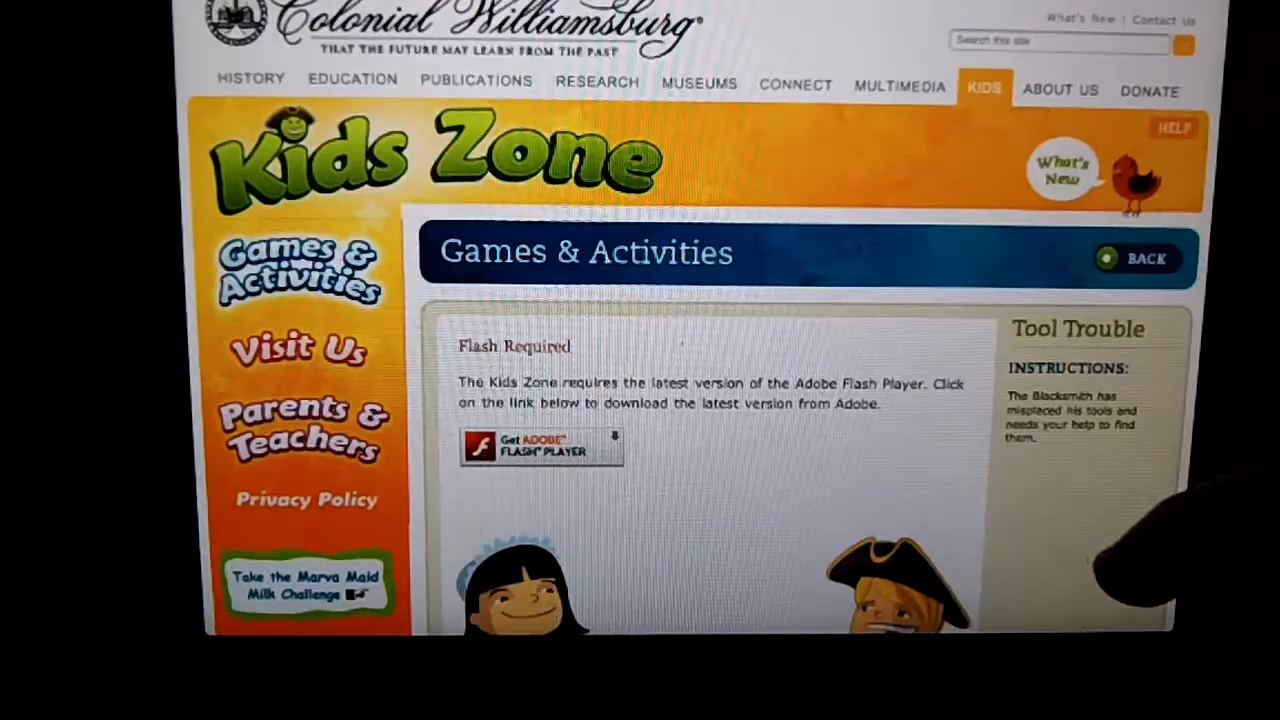 Colonial Williamsburg®
THAT THE FUTURE MAY LEARN FROM THE PAST
What's New | Contact Us
Search this site
HISTORY EDUCATION PUBLICATIONS RESEARCH MUSEUMS CONNECT MULTIMEDIA KIDS ABOUT US DONATE
Kids Zone
HELP
What's
New
Games &
Activities
Visit Us
Parents &
Teachers
Privacy Policy
Take the Marva Maid
Milk Challenge
Games & Activities
BACK
Flash Required
The Kids Zone requires the latest version of the Adobe Flash Player. Click
on the link below to download the latest version from Adobe.
Get ADOBE®
FLASH® PLAYER
Tool Trouble
INSTRUCTIONS:
The Blacksmith has
misplaced his tools and
needs your help to find
them.